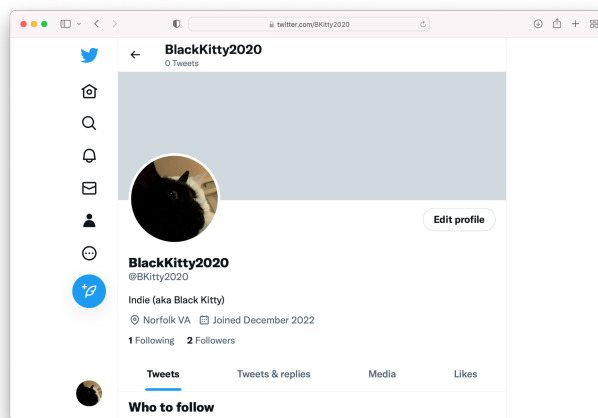 twitter.com/BKitty2020
BlackKitty2020
0 Tweets
Edit profile
BlackKitty2020
@BKitty2020
Indie (aka Black Kitty)
Norfolk VA Joined December 2022
1 Following 2 Followers
Tweets Tweets & replies Media Likes
Who to follow